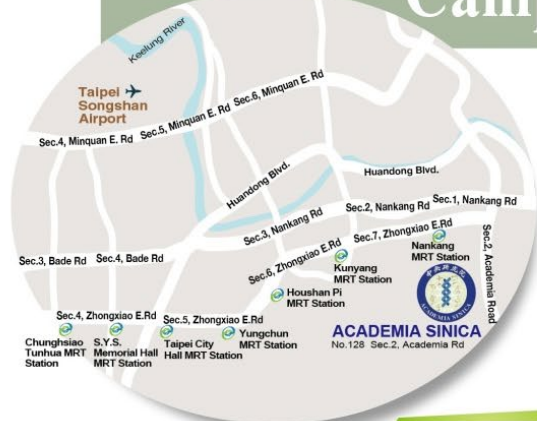 Keelung River
Taipei
Songshan
Airport
Sec.4, Minquan E. Rd
Sec.5, Minquan E. Rd
Sec.6, Minquan E. Rd
Huandong Blvd.
Huandong Blvd.
Sec.3, Nankang Rd
Sec.2, Nankang Rd
Sec.1, Nankang Rd
Sec.3, Bade Rd
Sec.4, Bade Rd
Sec.6, Zhongxiao E.Rd
Sec.7, Zhongxiao E.Rd
Sec.2, Academia Road
Nankang
MRT Station
Kunyang
MRT Station
Houshan Pi
MRT Station
Sec.4, Zhongxiao E.Rd
Sec.5, Zhongxiao E.Rd
Chunghsiao
Tunhua MRT
Station
S.Y.S.
Memorial Hall
MRT Station
Taipei City
Hall MRT Station
Yungchun
MRT Station
ACADEMIA SINICA
ACADEMIA SINICA
No.128 Sec.2, Academia Rd